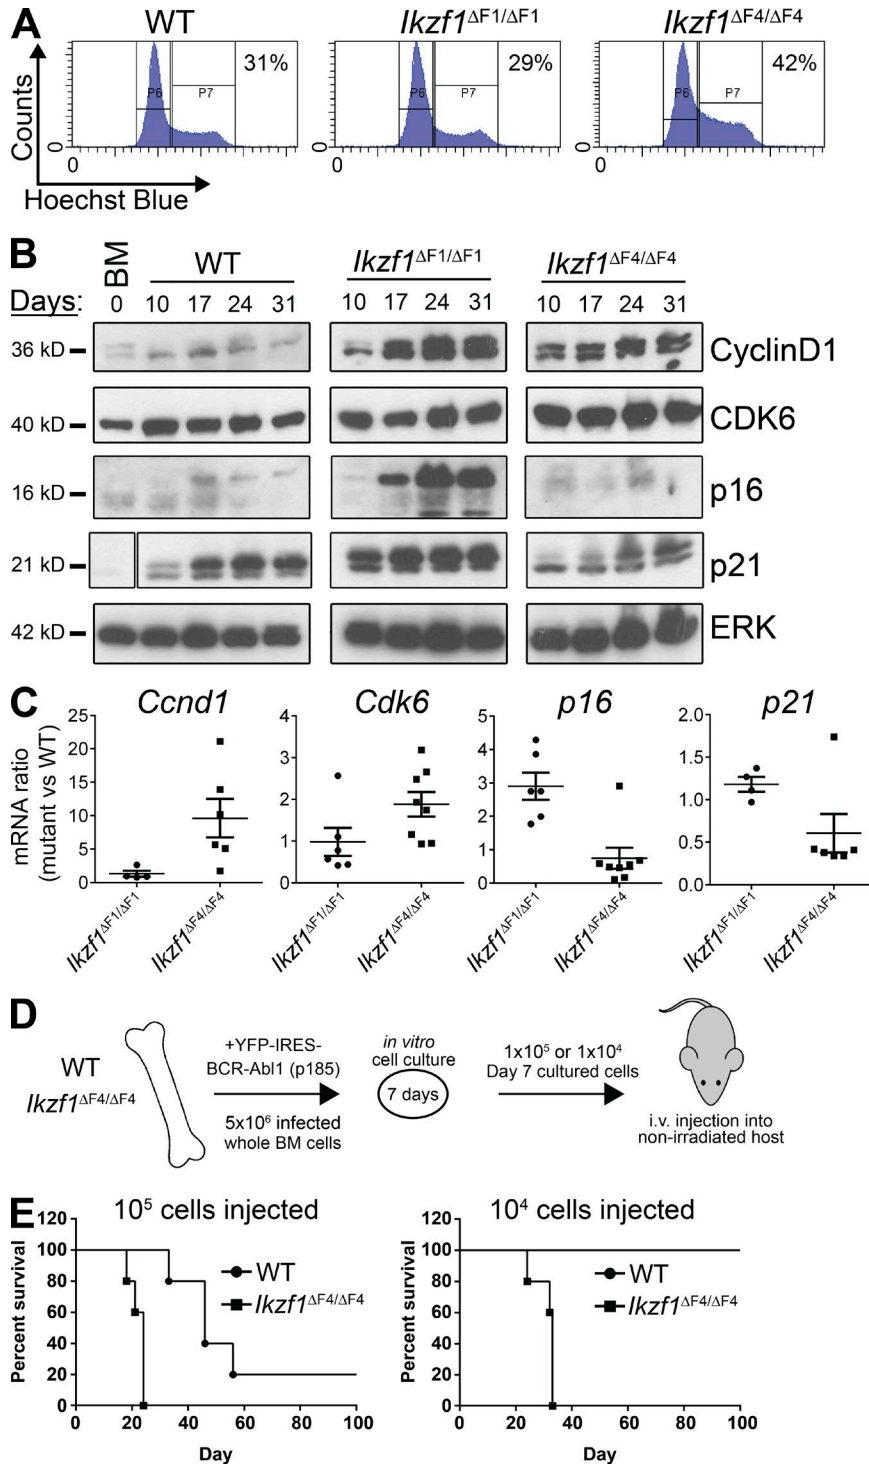 A
WT
Ikzf1ΔF1/ΔF1
Ikzf1ΔF4/ΔF4
Counts
31%
29%
42%
P6 P7
P6 P7
P6 P7
0 0 0
0 0 0
Hoechst Blue
B
BM
WT
Ikzf1ΔF1/ΔF1
Ikzf1ΔF4/ΔF4
Days: 0 10 17 24 31 10 17 24 31 10 17 24 31
36 kD CyclinD1
40 kD CDK6
16 kD p16
21 kD p21
42 kD ERK
C
Ccnd1 Cdk6 p16 p21
mRNA ratio
(mutant vs WT)
25 20 15 10 5 0
4 3 2 1 0
5 4 3 2 1 0
2.0 1.5 1.0 0.5 0.0
Ikzf1ΔF1/ΔF1 Ikzf1ΔF4/ΔF4 Ikzf1ΔF1/ΔF1 Ikzf1ΔF4/ΔF4 Ikzf1ΔF1/ΔF1 Ikzf1ΔF4/ΔF4 Ikzf1ΔF1/ΔF1 Ikzf1ΔF4/ΔF4
D
WT
Ikzf1ΔF4/ΔF4
+YFP-IRES-
BCR-Abl1 (p185)
5x10⁶ infected
whole BM cells
in vitro
cell culture
7 days
1x10⁵ or 1x10⁴
Day 7 cultured cells
i.v. injection into
non-irradiated host
E
10⁵ cells injected
Percent survival
120 100 80 60 40 20 0
WT
Ikzf1ΔF4/ΔF4
0 20 40 60 80 100
Day
10⁴ cells injected
Percent survival
120 100 80 60 40 20 0
WT
Ikzf1ΔF4/ΔF4
0 20 40 60 80 100
Day